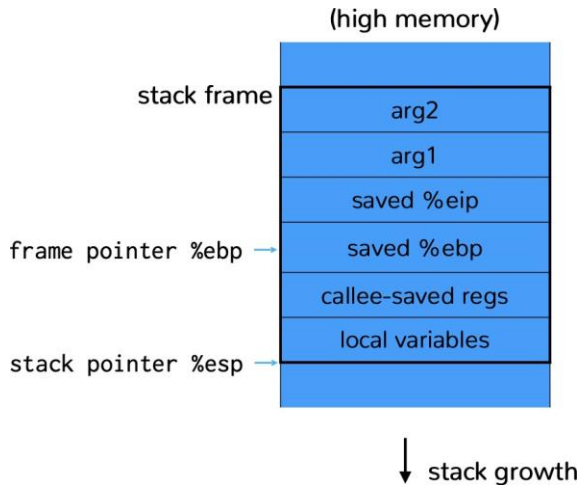 (high memory)
stack frame
arg2
arg1
saved %eip
frame pointer %ebp
saved %ebp
callee-saved regs
local variables
stack pointer %esp
stack growth